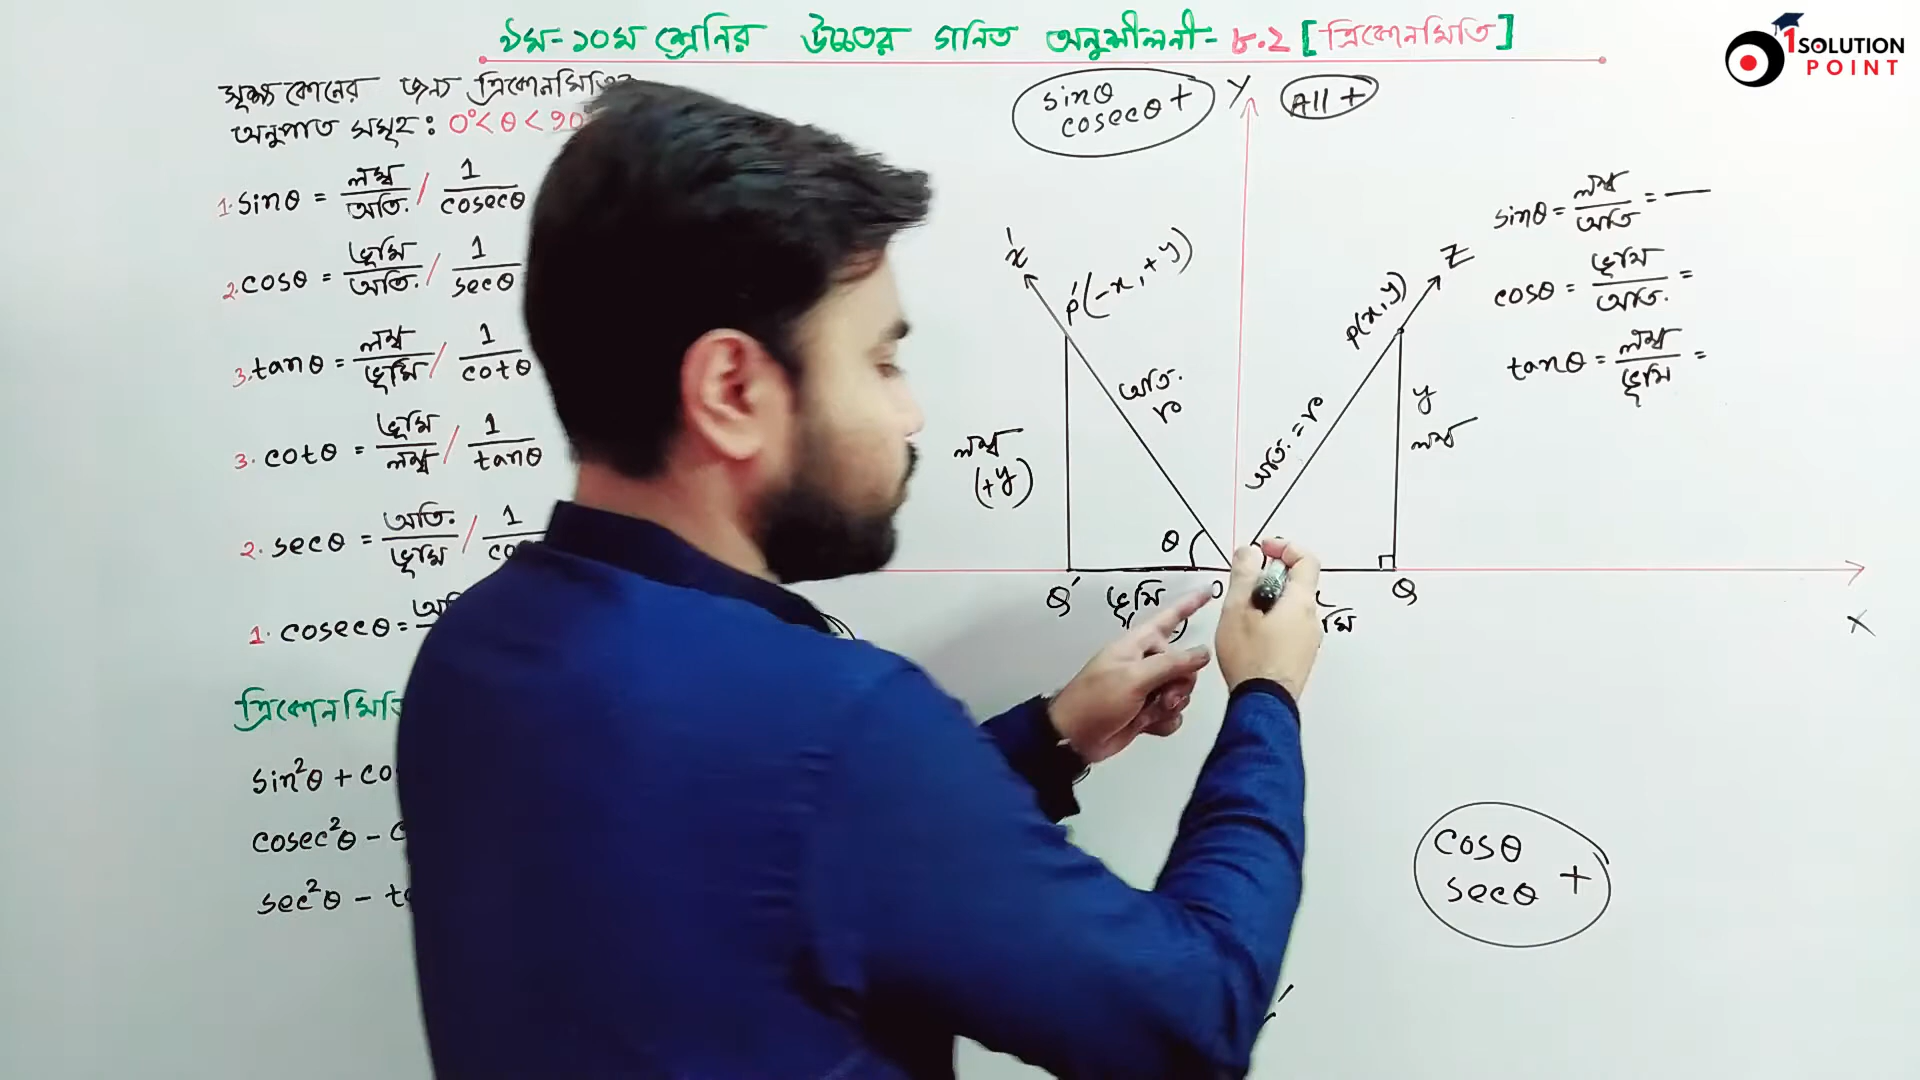 ৯ম-১০ম শ্রেনির উচ্চতর গনিত অনুশীলনী- ৮.২ [ত্রিকোনমিতি]
1 SOLUTION POINT
সূক্ষ্ম কোনের জন্য
অনুপাত সমূহ: 0°<θ<90
1. sinθ = লম্ব/অতি. / 1/cosecθ
2. cosθ = ভূমি/অতি. / 1/secθ
3. tanθ = লম্ব/ভূমি / 1/cotθ
3. cotθ = ভূমি/লম্ব / 1/tanθ
2. secθ = অতি./ভূমি / 1/
1. cosecθ =
sin²θ +
cosec²θ -
sec²θ -
sinθ
cosecθ +
Y
All +
P′(-x, +y)
অতি.
r
লম্ব
(+y)
θ
Q′
ভূমি
Z
P(x,y)
অতি. = r
y
লম্ব
Q
X
sinθ = লম্ব/অতি =
cosθ = ভূমি/অতি. =
tanθ = লম্ব/ভূমি =
cosθ
secθ +